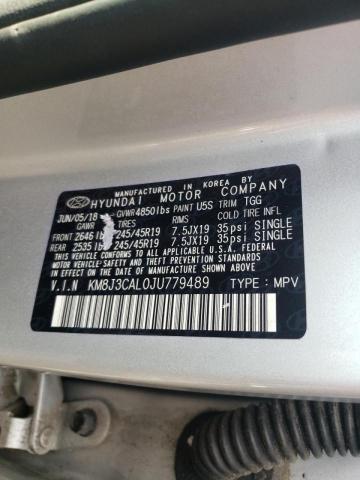 MANUFACTURED IN KOREA BY
HYUNDAI MOTOR COMPANY
JUN/05/18 GVWR 4850lbs PAINT U5S TRIM TGG
GAWR TIRES RIMS COLD TIRE INFL
FRONT 2646 lb 245/45R19 7.5JX19 35psi SINGLE
REAR 2535 lb 245/45R19 7.5JX19 35psi SINGLE
THIS VEHICLE CONFORMS TO ALL APPLICABLE U.S.A. FEDERAL MOTOR
VEHICLE SAFETY AND THEFT PREVENTION STANDARDS IN EFFECT
ON THE DATE OF MANUFACTURE SHOWN ABOVE.
V.I.N KM8J3CAL0JU779489 TYPE: MPV